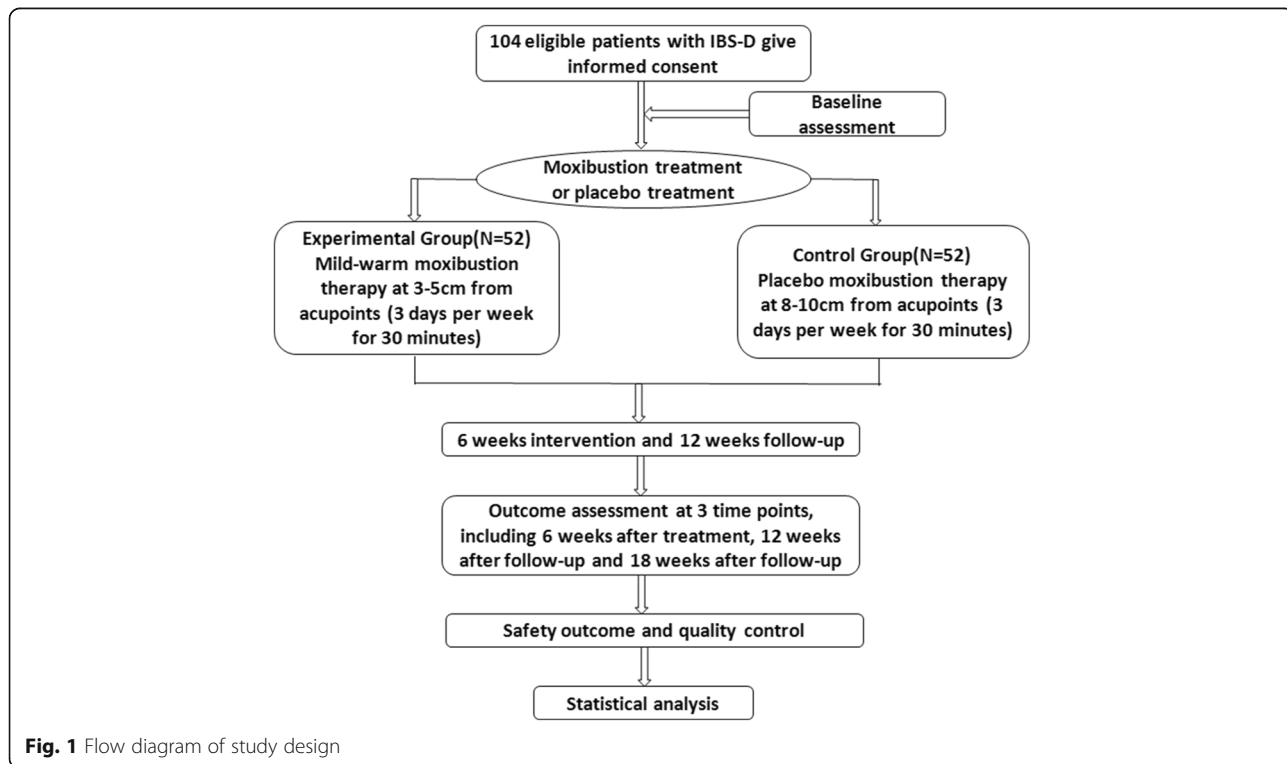 104 eligible patients with IBS-D give
informed consent
Baseline
assessment
Moxibustion treatment
or placebo treatment
Experimental Group(N=52)
Mild-warm moxibustion
therapy at 3-5cm from
acupoints (3 days per week
for 30 minutes)
Control Group(N=52)
Placebo moxibustion therapy
at 8-10cm from acupoints (3
days per week for 30 minutes)
6 weeks intervention and 12 weeks follow-up
Outcome assessment at 3 time points,
including 6 weeks after treatment, 12 weeks
after follow-up and 18 weeks after follow-up
Safety outcome and quality control
Statistical analysis
Fig. 1 Flow diagram of study design